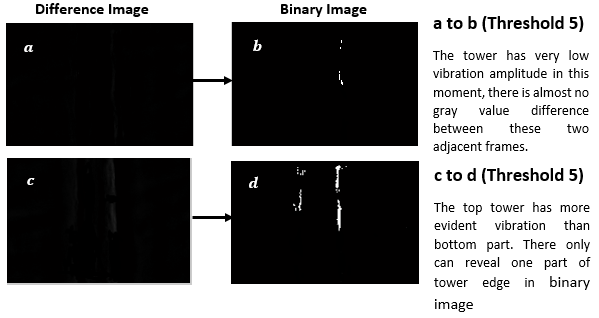 Difference Image
Binary Image
a
b
a to b (Threshold 5)
The tower has very low
vibration amplitude in this
moment, there is almost no
gray value difference
between these two
adjacent frames.
c
d
c to d (Threshold 5)
The top tower has more
evident vibration than
bottom part. There only
can reveal one part of
tower edge in binary
image